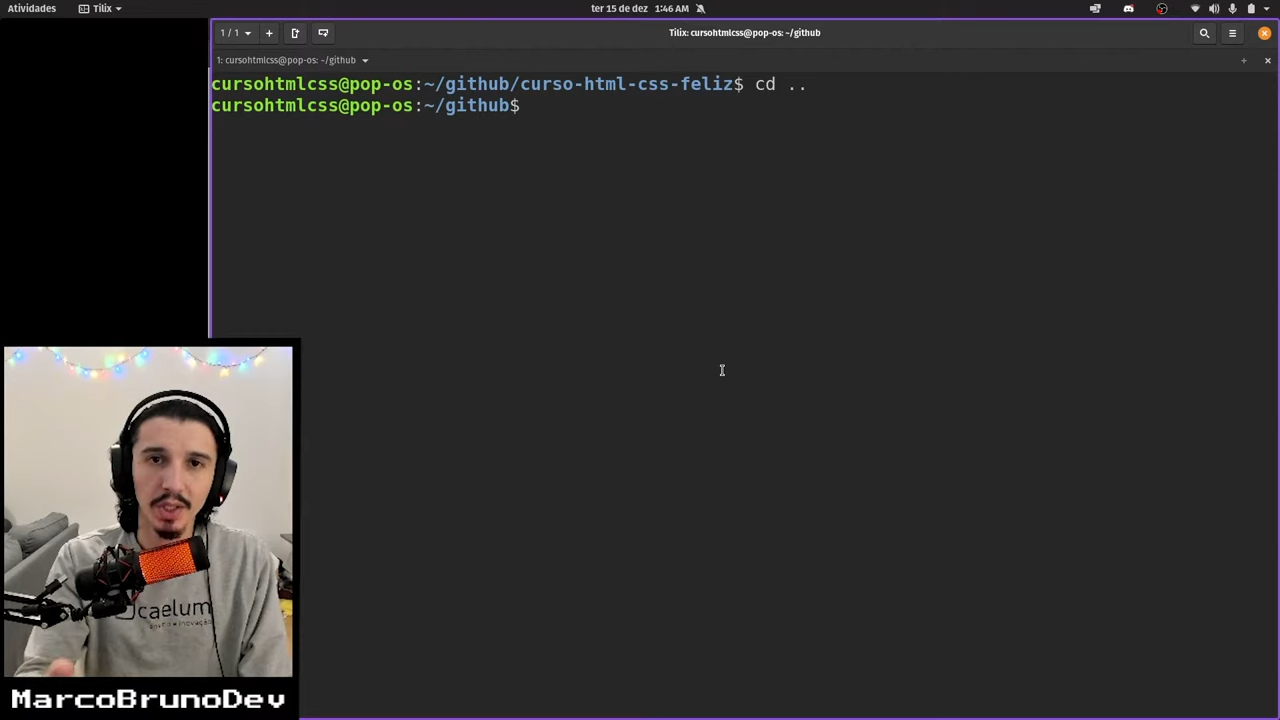 Atividades
Tilix
ter 15 de dez 1:46 AM
1 / 1
Tilix: cursohtmlcss@pop-os: ~/github
1: cursohtmlcss@pop-os: ~/github
cursohtmlcss@pop-os:~/github/curso-html-css-feliz$ cd ..
cursohtmlcss@pop-os:~/github$
caelum
MarcoBrunoDev